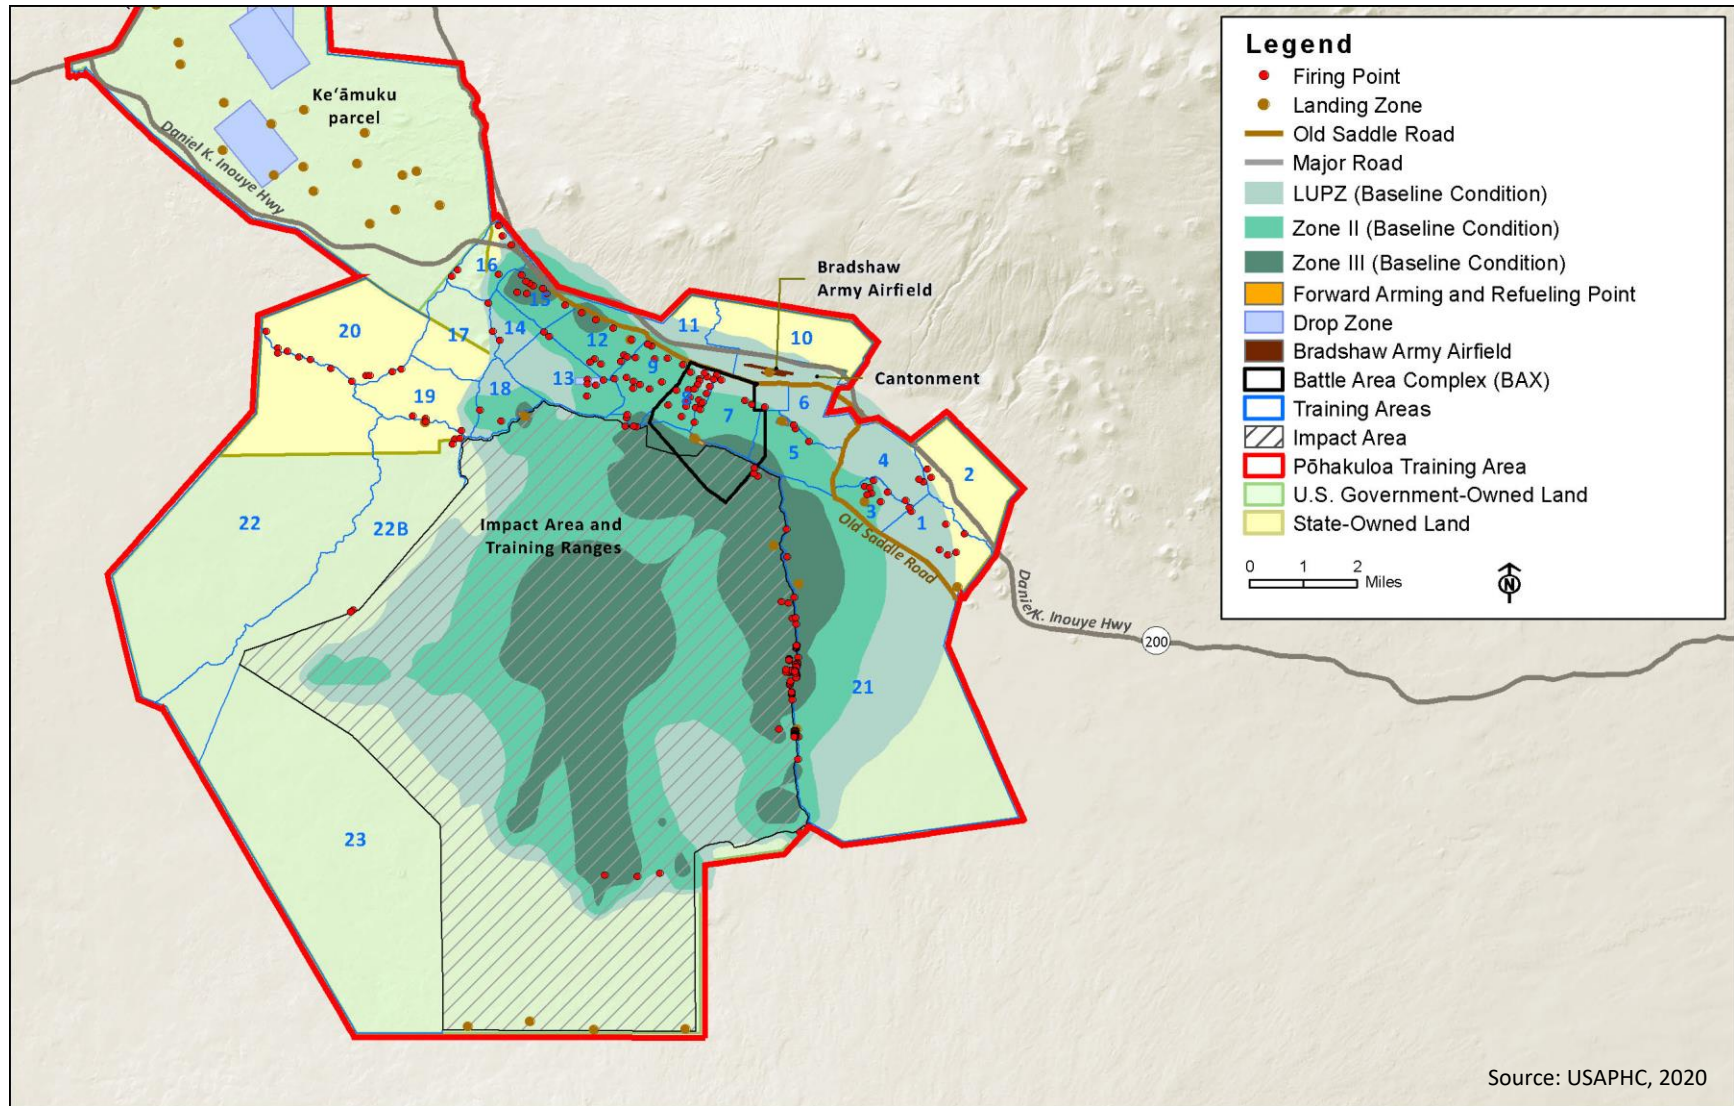 Legend
Firing Point
Landing Zone
Old Saddle Road
Major Road
LUPZ (Baseline Condition)
Zone II (Baseline Condition)
Zone III (Baseline Condition)
Forward Arming and Refueling Point
Drop Zone
Bradshaw Army Airfield
Battle Area Complex (BAX)
Training Areas
Impact Area
Pōhakuloa Training Area
U.S. Government-Owned Land
State-Owned Land
0 1 2
Miles
N
Keʻāmuku
parcel
Daniel K. Inouye Hwy
Bradshaw
Army Airfield
Cantonment
16
15
14
17
20
12
11
10
9
13
18
19
8
7
6
5
4
2
3
1
22
22B
Impact Area and
Training Ranges
Old Saddle Road
Daniel K. Inouye Hwy
200
21
23
Source: USAPHC, 2020